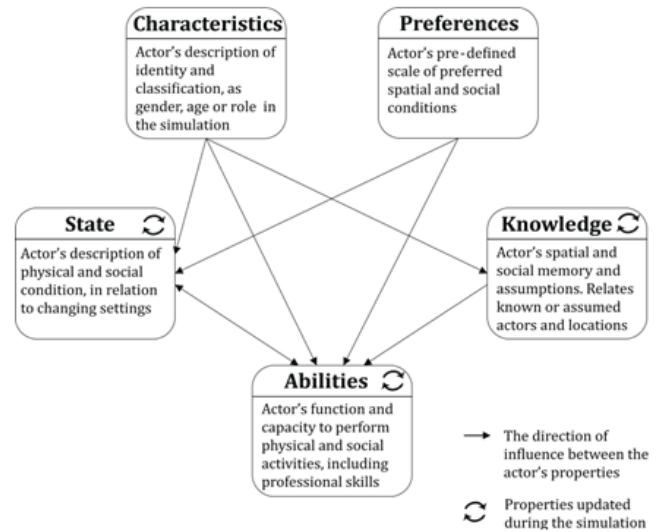 Characteristics
Actor's description of
identity and
classification, as
gender, age or role in
the simulation
Preferences
Actor's pre-defined
scale of preferred
spatial and social
conditions
State
Actor's description of
physical and social
condition, in relation
to changing settings
Knowledge
Actor's spatial and
social memory and
assumptions. Relates
known or assumed
actors and locations
Abilities
Actor's function and
capacity to perform
physical and social
activities, including
professional skills
The direction of
influence between the
actor's properties
Properties updated
during the simulation